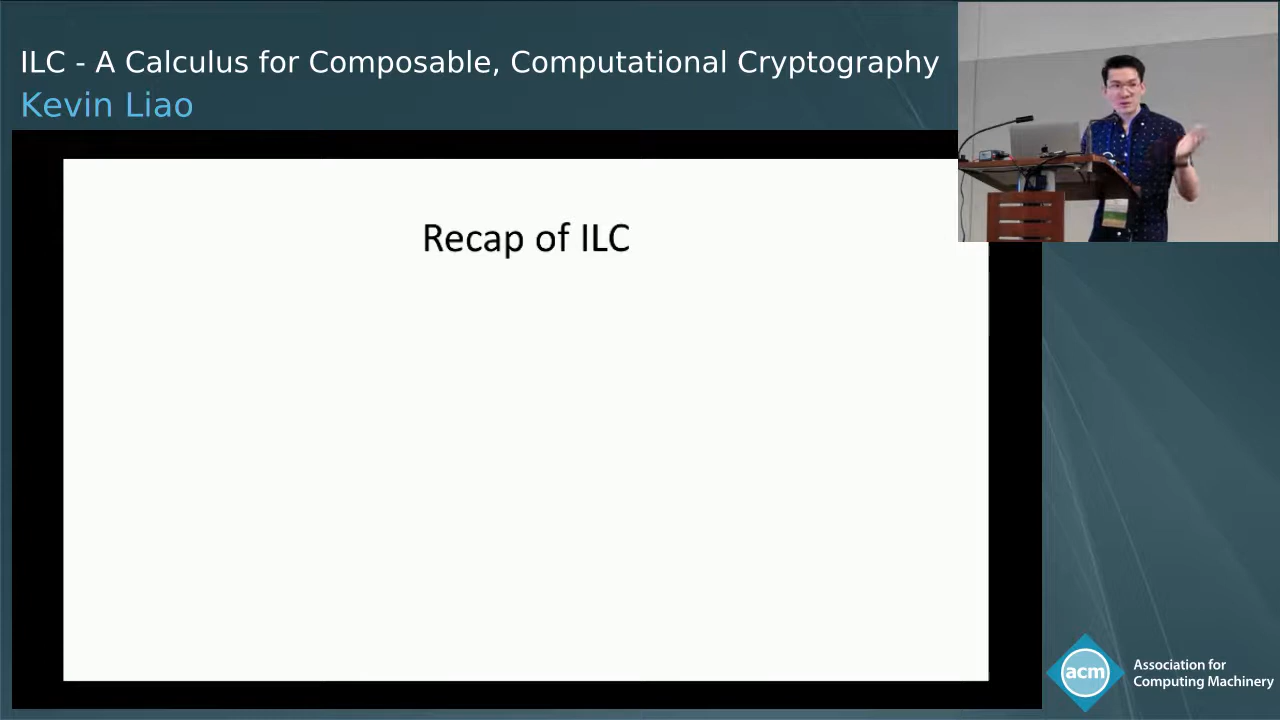 ILC - A Calculus for Composable, Computational Cryptography
Kevin Liao
Recap of ILC
acm
Association for
Computing Machinery